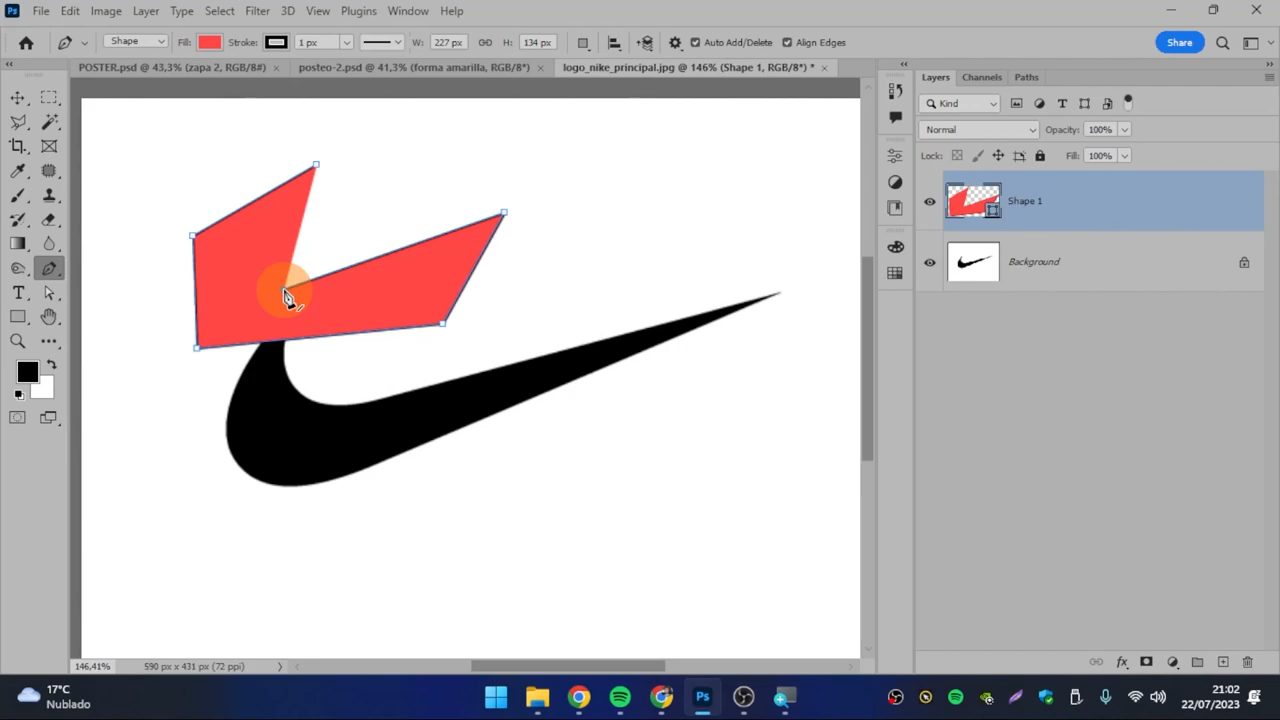 Ps File Edit Image Layer Type Select Filter 3D View Plugins Window Help
Shape Fill: Stroke: 1 px W: 227 px H: 134 px Auto Add/Delete Align Edges Share
POSTER.psd @ 43,3% (zapa 2, RGB/8#) × posteo-2.psd @ 41,3% (forma amarilla, RGB/8*) × logo_nike_principal.jpg @ 146% (Shape 1, RGB/8*) * ×
Layers Channels Paths
Kind
Normal Opacity: 100%
Lock: Fill: 100%
Shape 1
Background
146,41% 590 px x 431 px (72 ppi)
17°C
Nublado
Ps
21:02
22/07/2023